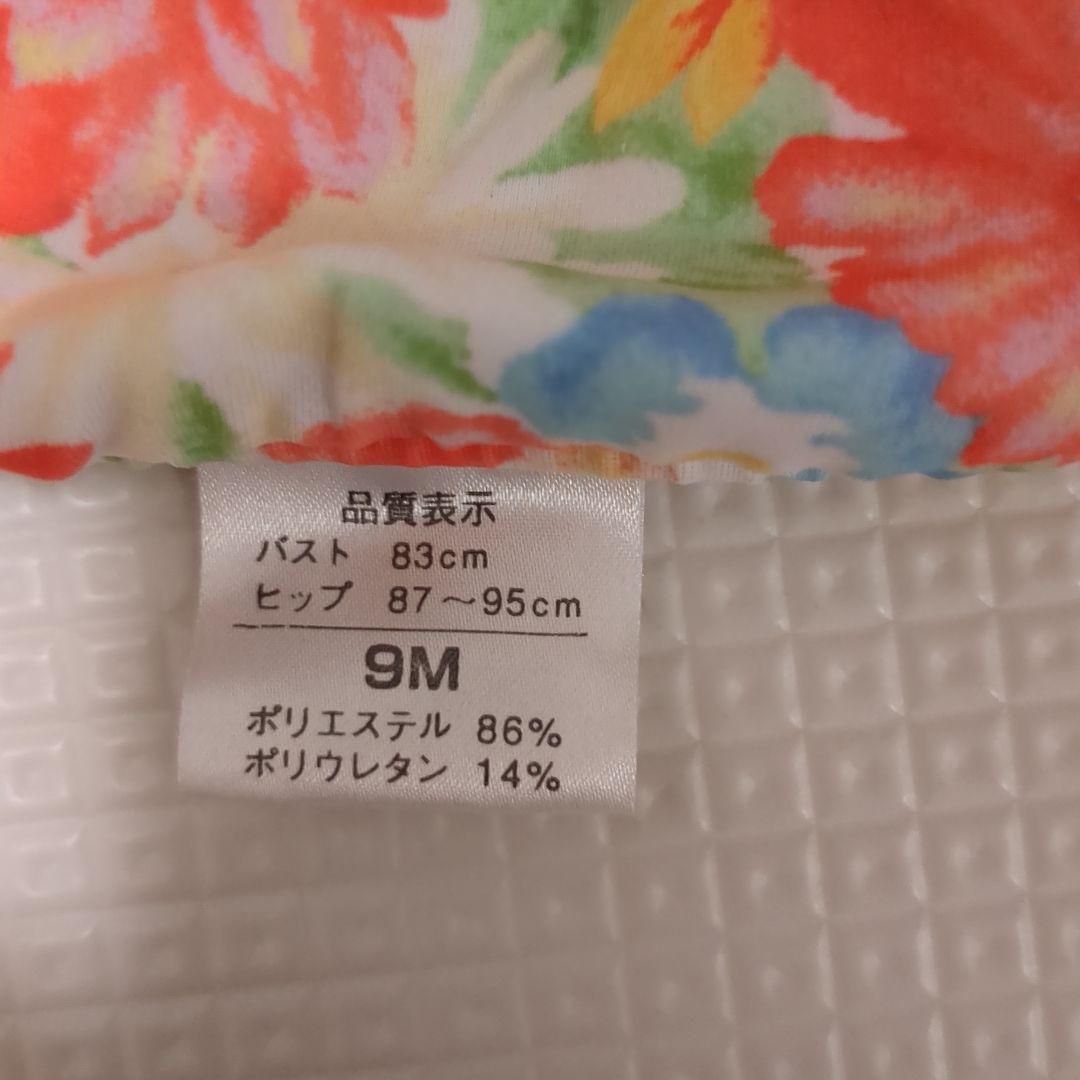 品質表示
バスト 83cm
ヒップ 87〜95cm
9M
ポリエステル 86%
ポリウレタン 14%